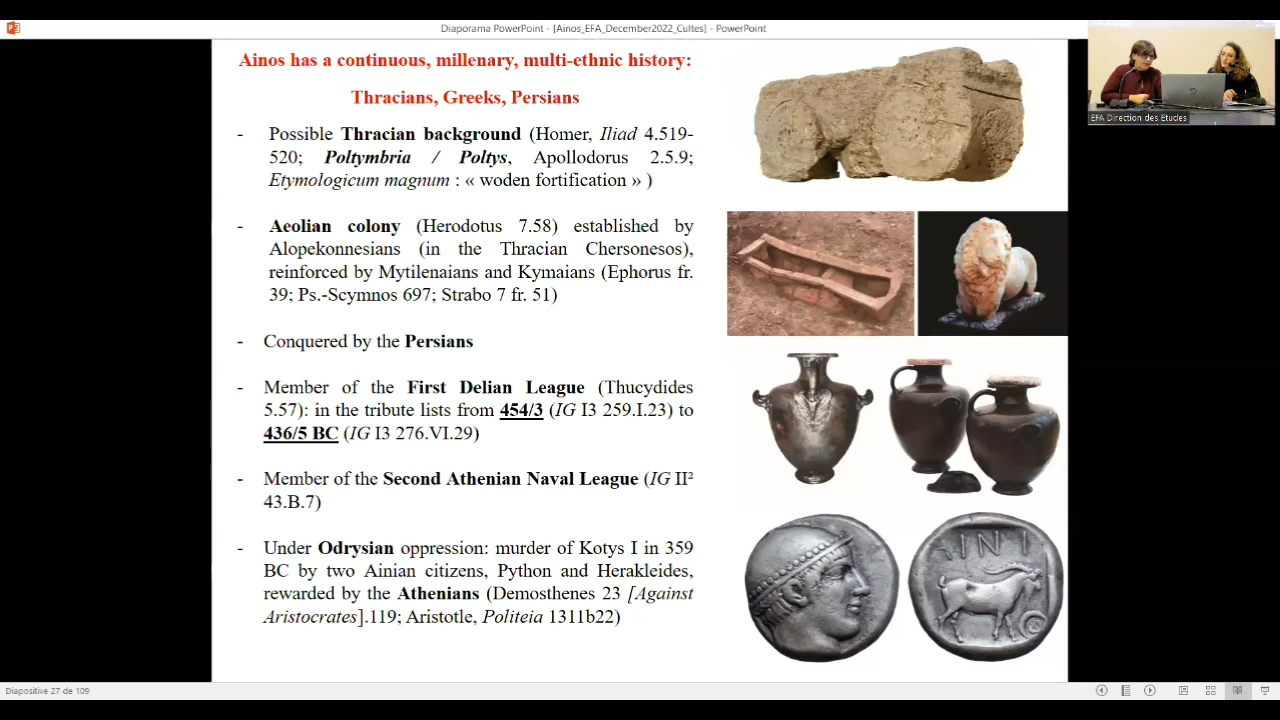 Diaporama PowerPoint - [Ainos_EFA_December2022_Cultes] - PowerPoint
EFA Direction des Etudes
Ainos has a continuous, millenary, multi-ethnic history:
Thracians, Greeks, Persians
- Possible Thracian background (Homer, Iliad 4.519-
520; Poltymbria / Poltys, Apollodorus 2.5.9;
Etymologicum magnum : « woden fortification » )
- Aeolian colony (Herodotus 7.58) established by
Alopekonnesians (in the Thracian Chersonesos),
reinforced by Mytilenaians and Kymaians (Ephorus fr.
39; Ps.-Scymnos 697; Strabo 7 fr. 51)
- Conquered by the Persians
- Member of the First Delian League (Thucydides
5.57): in the tribute lists from 454/3 (IG I3 259.I.23) to
436/5 BC (IG I3 276.VI.29)
- Member of the Second Athenian Naval League (IG II²
43.B.7)
- Under Odrysian oppression: murder of Kotys I in 359
BC by two Ainian citizens, Python and Herakleides,
rewarded by the Athenians (Demosthenes 23 [Against
Aristocrates].119; Aristotle, Politeia 1311b22)
AINI
Diapositive 27 de 109